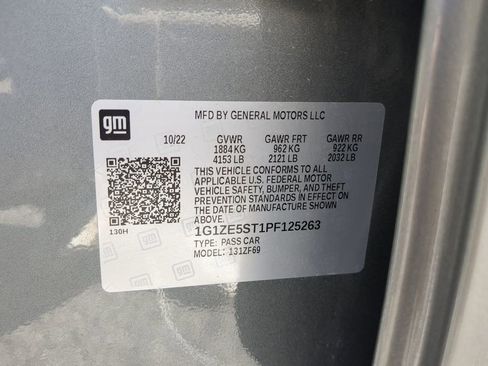 gm
MFD BY GENERAL MOTORS LLC
10/22 GVWR GAWR FRT GAWR RR
1884 KG 962 KG 922 KG
4153 LB 2121 LB 2032 LB
THIS VEHICLE CONFORMS TO ALL
APPLICABLE U.S. FEDERAL MOTOR
VEHICLE SAFETY, BUMPER, AND THEFT
PREVENTION STANDARDS IN EFFECT ON
THE DATE OF MANUFACTURE SHOWN
ABOVE.
1G1ZE5ST1PF125263
TYPE: PASS CAR
MODEL: 131ZF69
130H